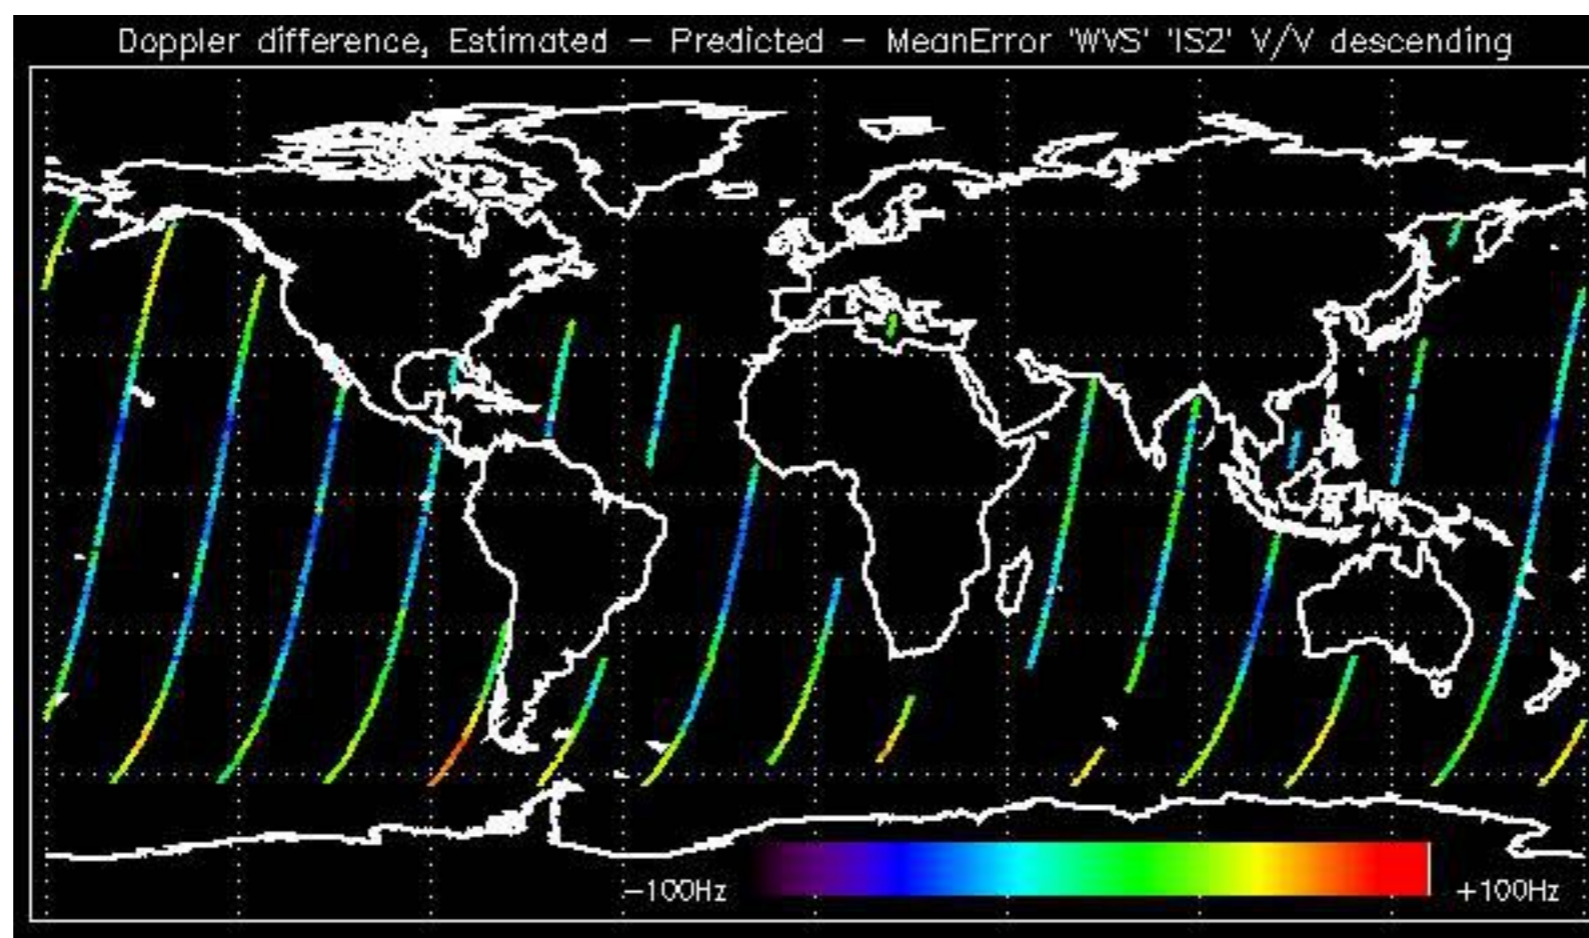 Doppler difference, Estimated — Predicted — MeanError 'WVS' 'IS2' V/V descending
−100Hz
+100Hz